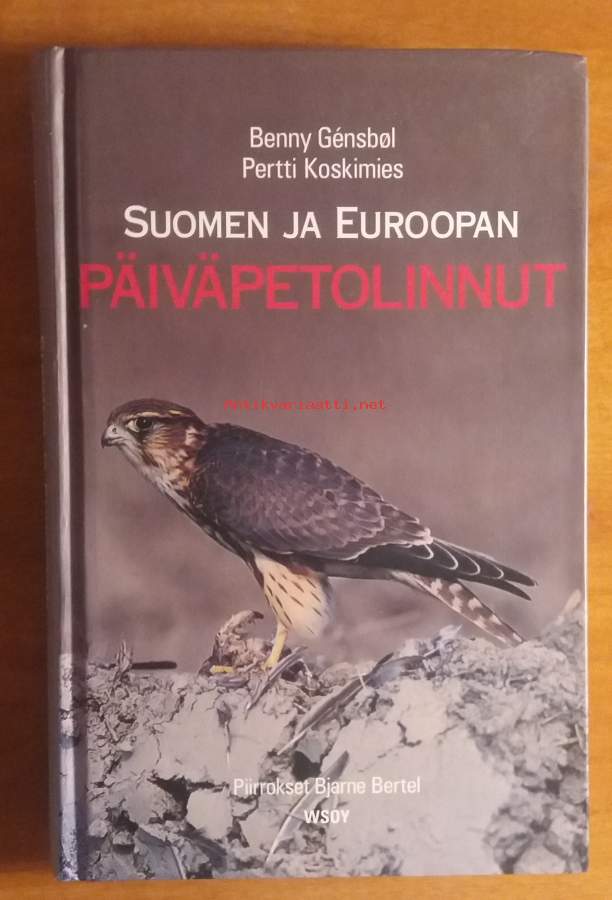 Benny Génsbøl
Pertti Koskimies
SUOMEN JA EUROOPAN
PÄIVÄPETOLINNUT
Antikvariaatti.net
Piirrokset Bjarne Bertel
WSOY